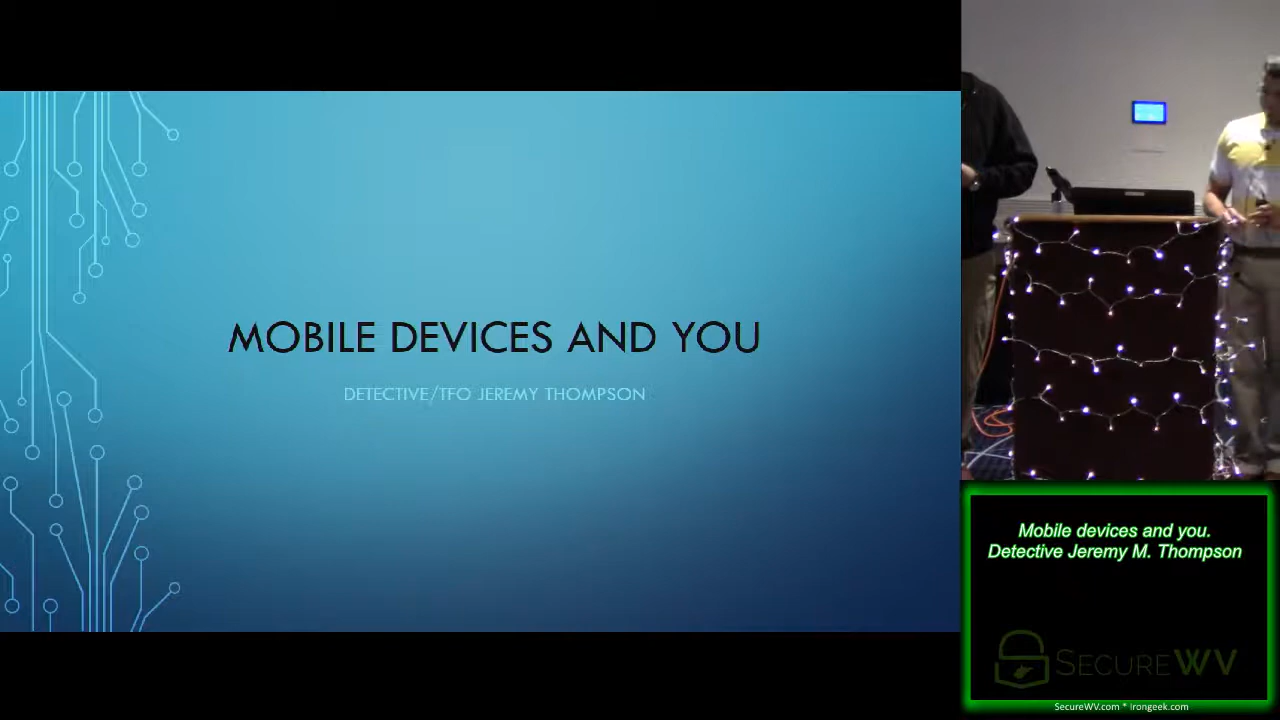 MOBILE DEVICES AND YOU
DETECTIVE/TFO JEREMY THOMPSON
Mobile devices and you.
Detective Jeremy M. Thompson
SECUREWV
SecureWV.com * Irongeek.com